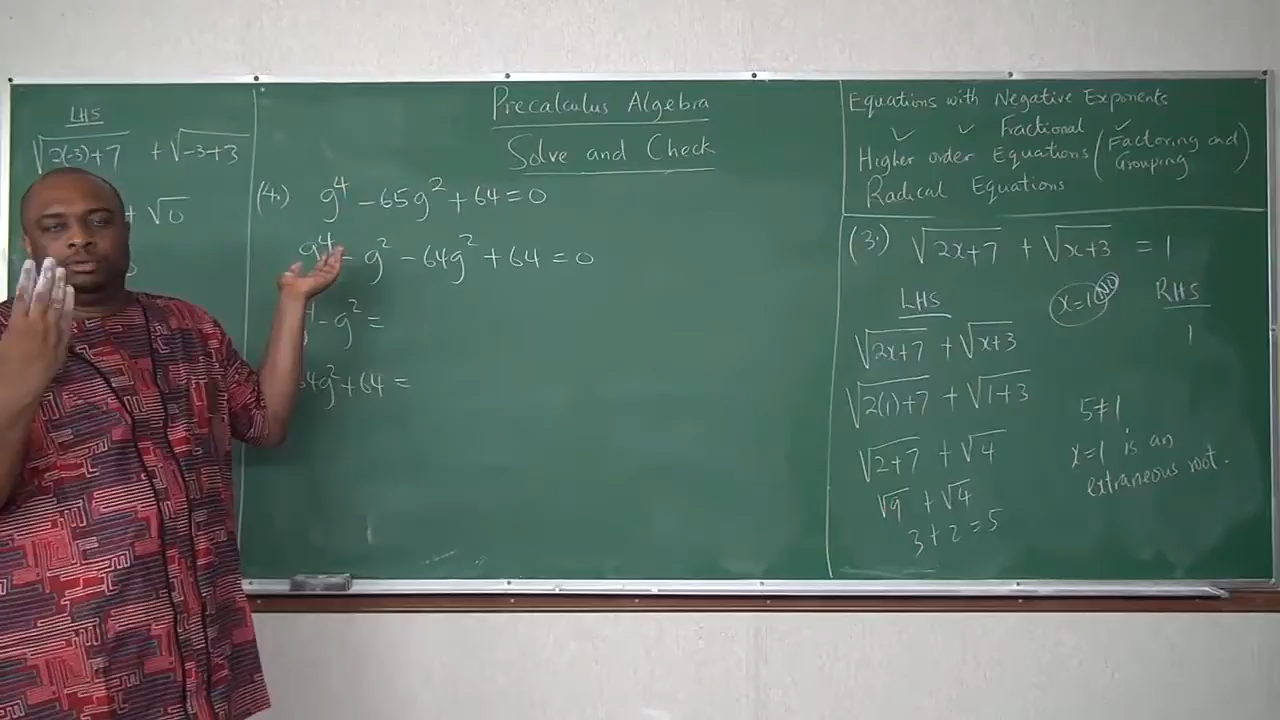 LHS
√2(-3)+7 + √-3+3
+ √0
Precalculus Algebra
Solve and Check
(4.) g⁴ - 65g² + 64 = 0
g⁴ - g² - 64g² + 64 = 0
- g² =
64g² + 64 =
Equations with Negative Exponents
✓ ✓ Fractional
Higher order Equations (Factoring and Grouping)
Radical Equations
(3.) √2x+7 + √x+3 = 1
LHS
√2x+7 + √x+3
√2(1)+7 + √1+3
√2+7 + √4
√9 + √4
3+2=5
x=1 NO
RHS
1
5≠1
x=1 is an
extraneous root.